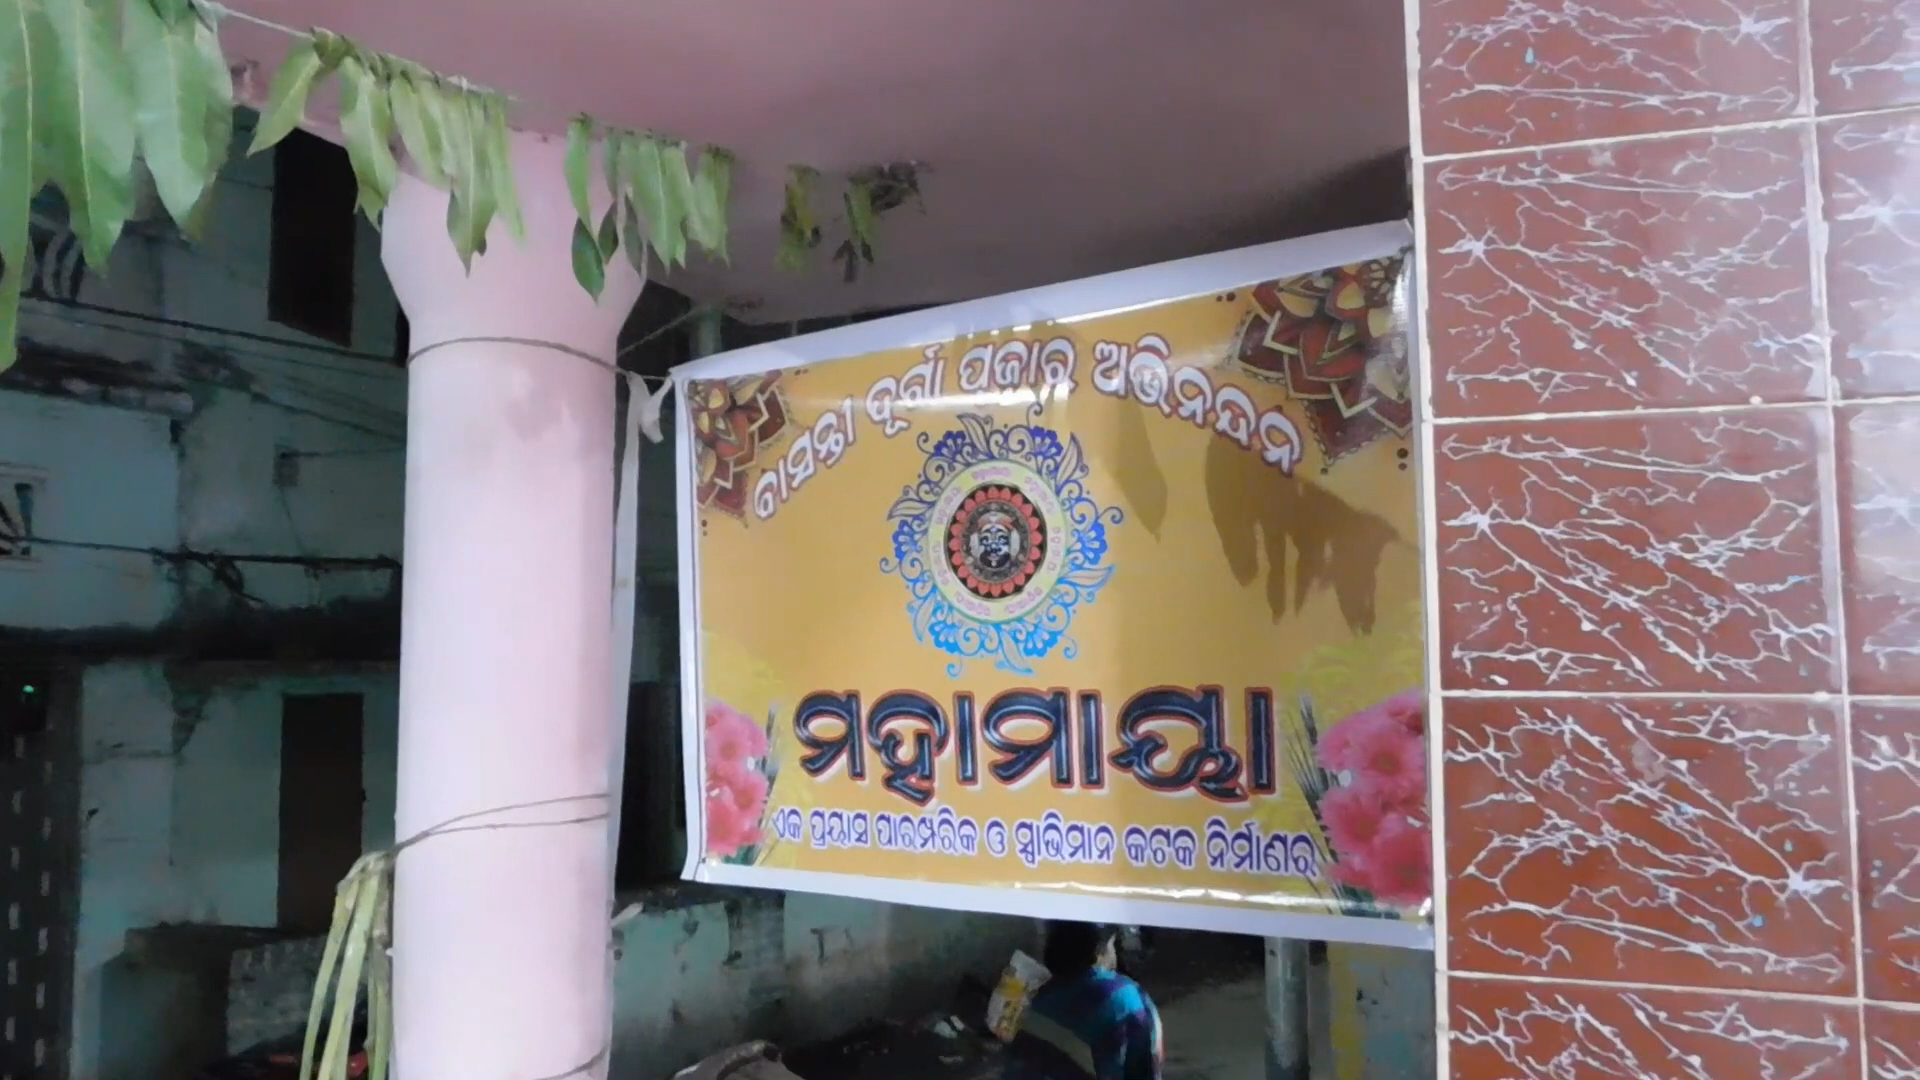 ବାସନ୍ତୀ ଦୂର୍ଗା ପୂଜାର ଅଭିନନ୍ଦନ
ମହାମାୟା
ଏକ ପ୍ରୟାସ ପାରମ୍ପରିକ ଓ ସ୍ୱାଭିମାନ କଟକ ନିର୍ମାଣର